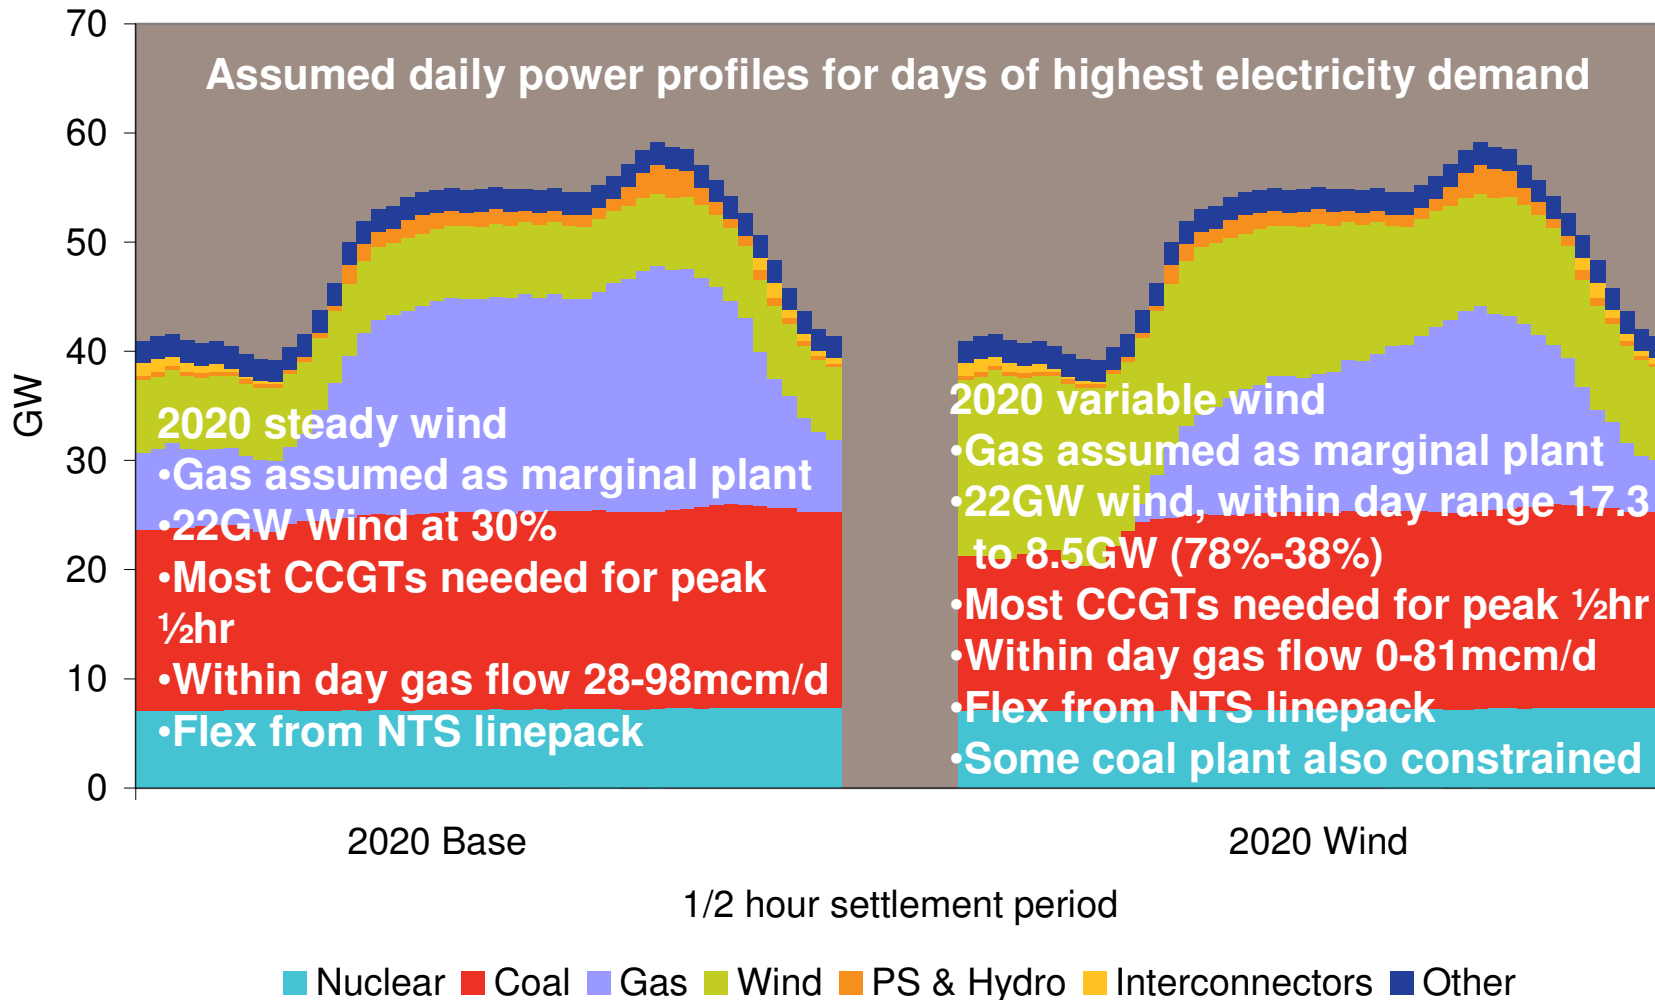 70
Assumed daily power profiles for days of highest electricity demand
60
50
40
30
20
10
0
GW
2020 steady wind
•Gas assumed as marginal plant
•22GW Wind at 30%
•Most CCGTs needed for peak
½hr
•Within day gas flow 28-98mcm/d
•Flex from NTS linepack
2020 variable wind
•Gas assumed as marginal plant
•22GW wind, within day range 17.3
to 8.5GW (78%-38%)
•Most CCGTs needed for peak ½hr
•Within day gas flow 0-81mcm/d
•Flex from NTS linepack
•Some coal plant also constrained
2020 Base
2020 Wind
1/2 hour settlement period
Nuclear Coal Gas Wind PS & Hydro Interconnectors Other